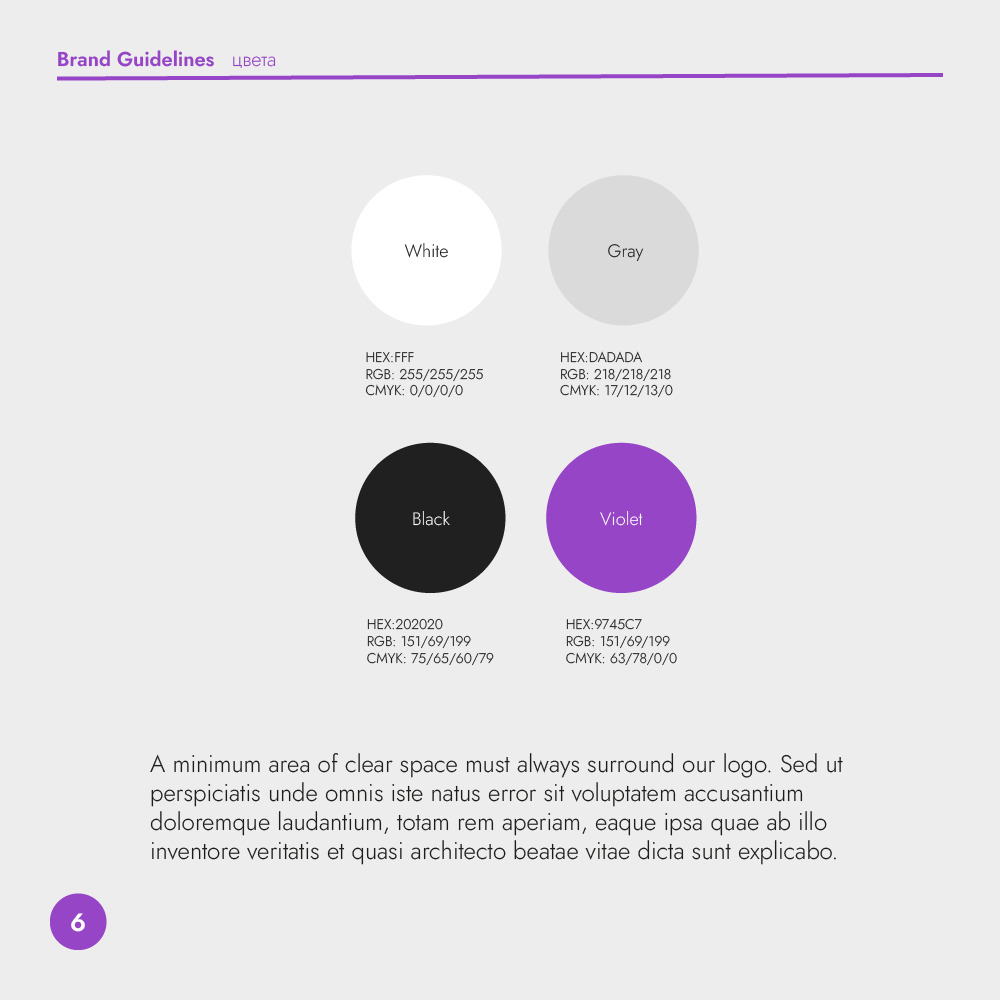 Brand Guidelines цвета
White
Gray
HEX:FFF
RGB: 255/255/255
CMYK: 0/0/0/0
HEX:DADADA
RGB: 218/218/218
CMYK: 17/12/13/0
Black
Violet
HEX:202020
RGB: 151/69/199
CMYK: 75/65/60/79
HEX:9745C7
RGB: 151/69/199
CMYK: 63/78/0/0
A minimum area of clear space must always surround our logo. Sed ut
perspiciatis unde omnis iste natus error sit voluptatem accusantium
doloremque laudantium, totam rem aperiam, eaque ipsa quae ab illo
inventore veritatis et quasi architecto beatae vitae dicta sunt explicabo.
6